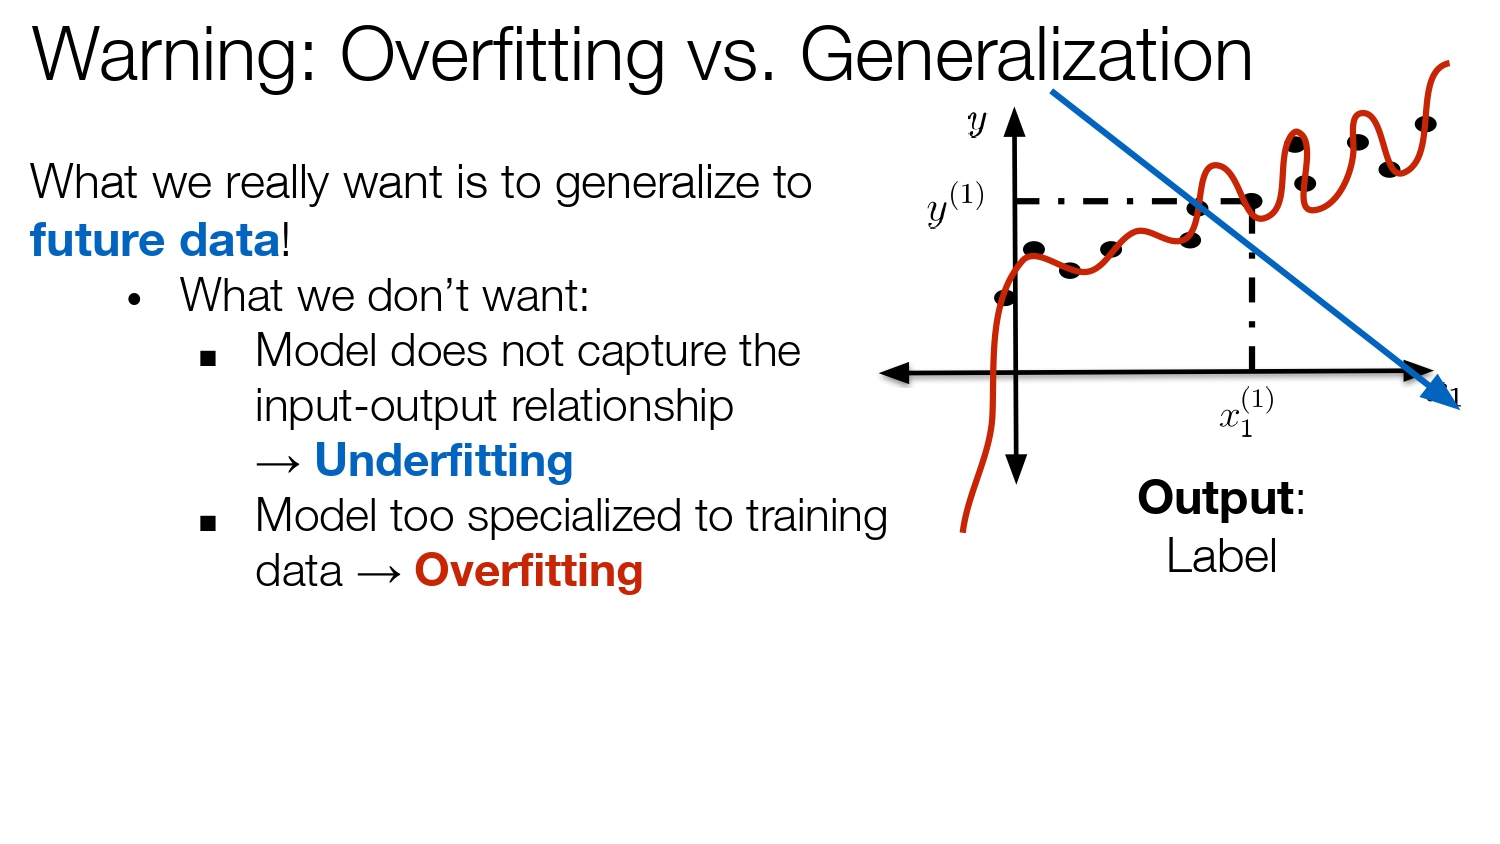 Warning: Overfitting vs. Generalization
What we really want is to generalize to
future data!
• What we don’t want:
■ Model does not capture the
input-output relationship
→ Underfitting
■ Model too specialized to training
data → Overfitting
y
y⁽¹⁾
x₁⁽¹⁾
Output:
Label